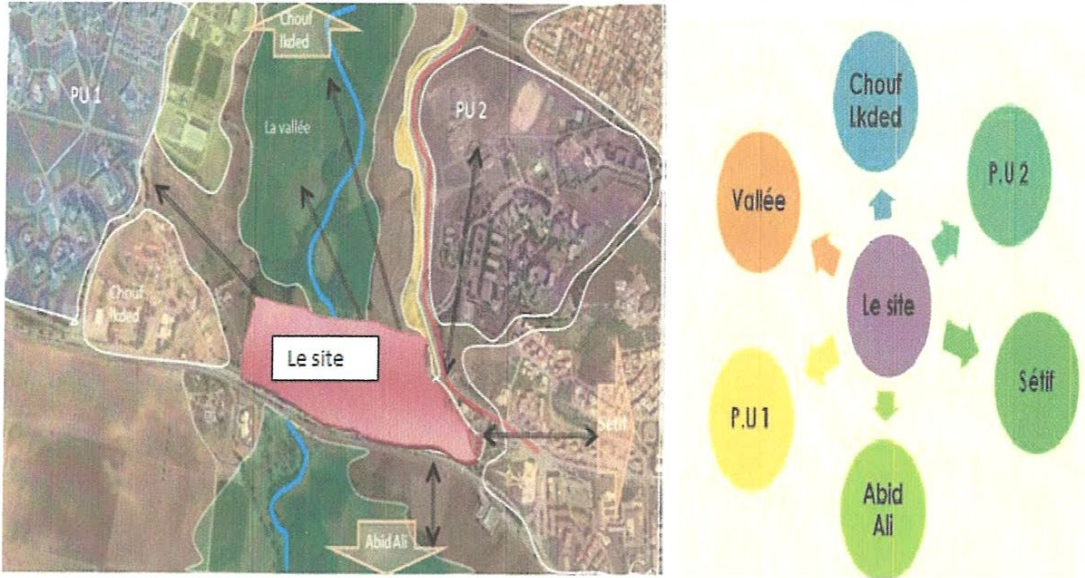 Chouf
lkded
PU 1
La vallée
PU 2
Chouf
lkded
Le site
Sétif
Abid Ali
Chouf
Lkded
Vallée
P.U 2
Le site
P.U 1
Sétif
Abid
Ali